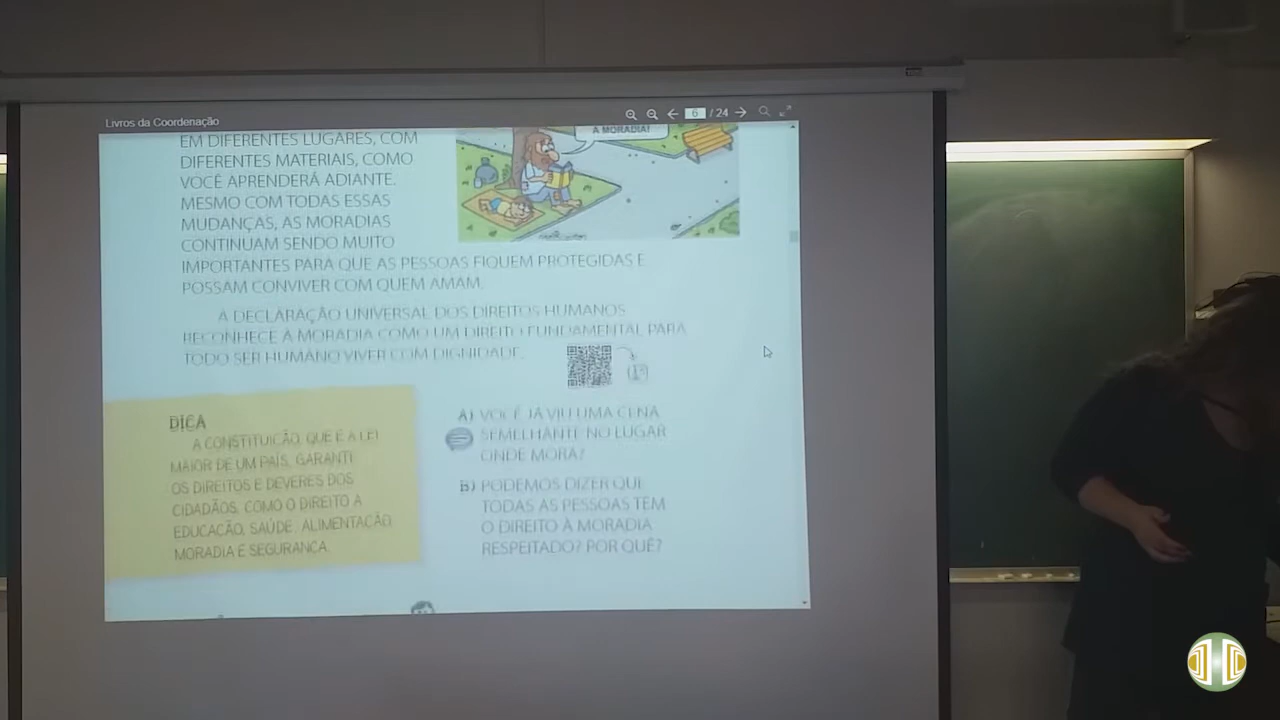 Livros da Coordenação
6 / 24
EM DIFERENTES LUGARES, COM
DIFERENTES MATERIAIS, COMO
VOCÊ APRENDERÁ ADIANTE.
MESMO COM TODAS ESSAS
MUDANÇAS, AS MORADIAS
CONTINUAM SENDO MUITO
IMPORTANTES PARA QUE AS PESSOAS FIQUEM PROTEGIDAS E
POSSAM CONVIVER COM QUEM AMAM.
À MORADIA!
A DECLARAÇÃO UNIVERSAL DOS DIREITOS HUMANOS
RECONHECE A MORADIA COMO UM DIREITO FUNDAMENTAL PARA
TODO SER HUMANO VIVER COM DIGNIDADE.
DICA
A CONSTITUIÇÃO, QUE É A LEI
MAIOR DE UM PAÍS, GARANTE
OS DIREITOS E DEVERES DOS
CIDADÃOS, COMO O DIREITO A
EDUCAÇÃO, SAÚDE, ALIMENTAÇÃO,
MORADIA E SEGURANÇA.
A) VOCÊ JÁ VIU UMA CENA
SEMELHANTE NO LUGAR
ONDE MORA?
B) PODEMOS DIZER QUE
TODAS AS PESSOAS TÊM
O DIREITO À MORADIA
RESPEITADO? POR QUÊ?